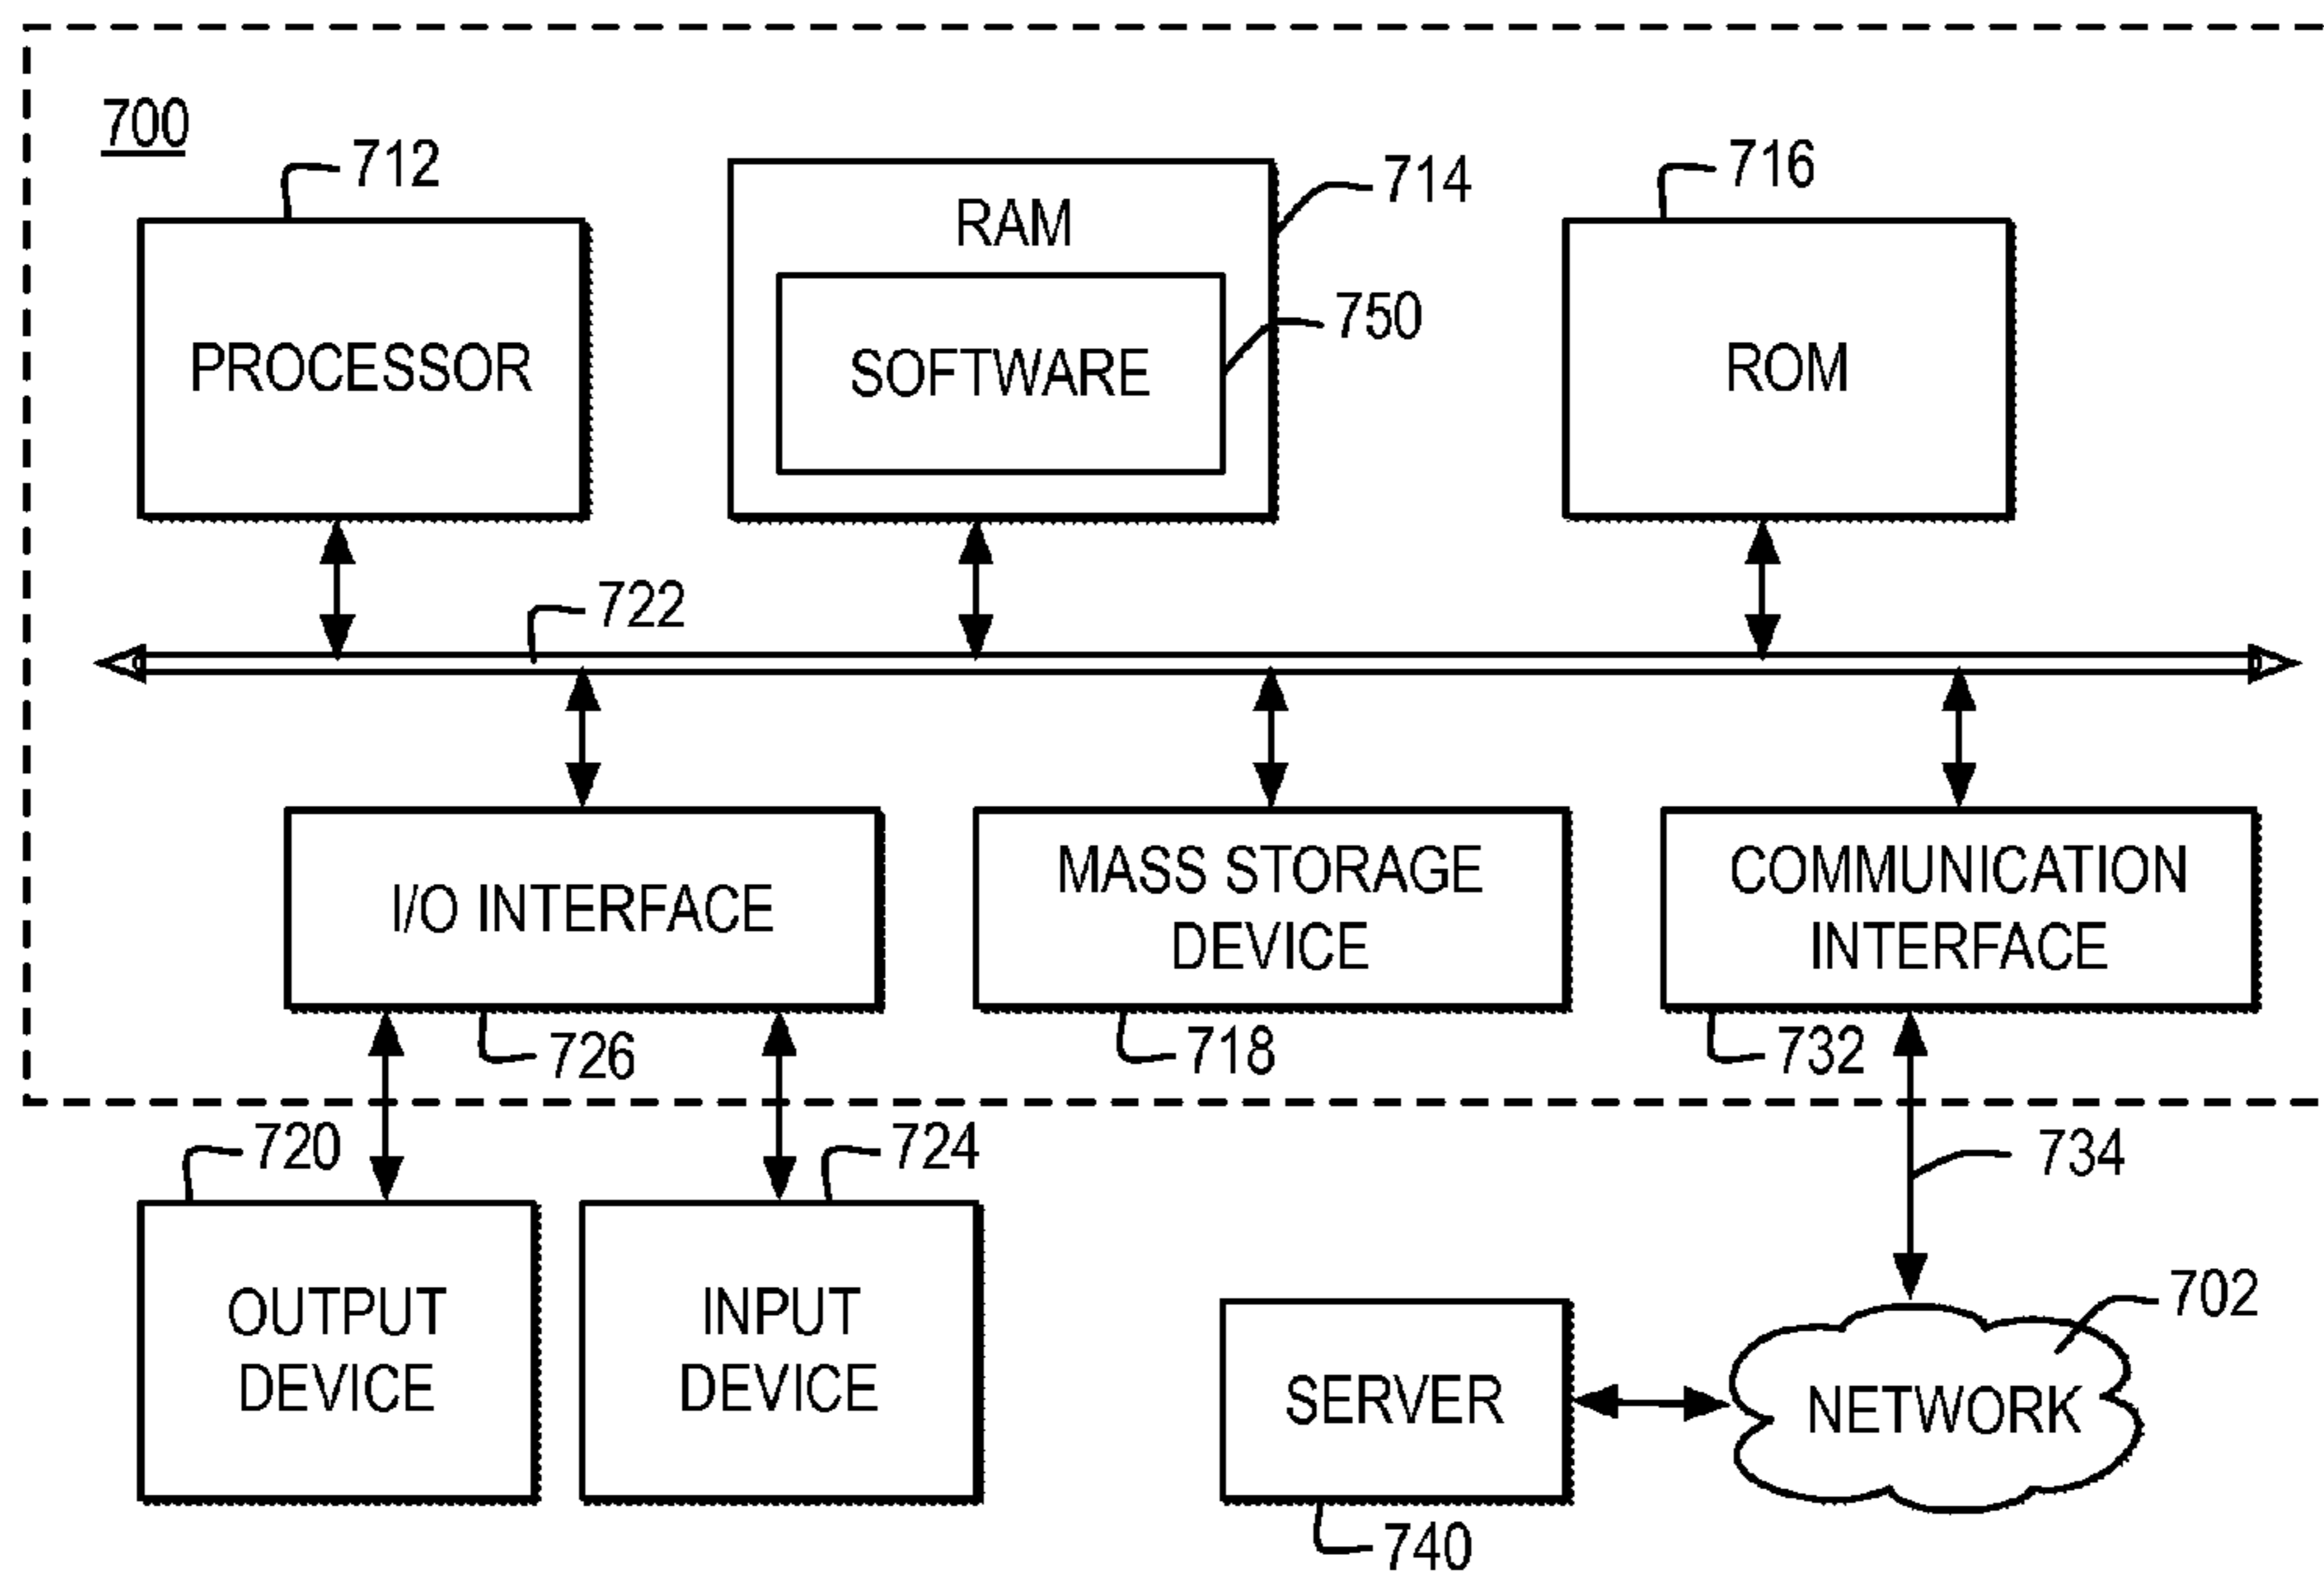 700
712
714
716
RAM
750
PROCESSOR
SOFTWARE
ROM
722
I/O INTERFACE
MASS STORAGE
DEVICE
COMMUNICATION
INTERFACE
726
718
732
720
724
734
OUTPUT
DEVICE
INPUT
DEVICE
702
SERVER
NETWORK
740